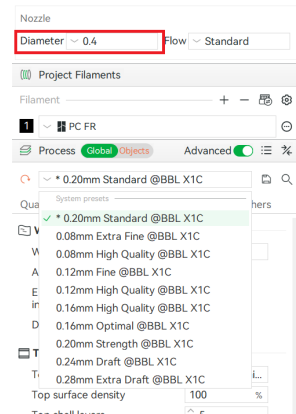 Nozzle
Diameter 0.4 Flow Standard
Project Filaments
Filament
1 PC FR
Process Global Objects Advanced
* 0.20mm Standard @BBL X1C
System presets
* 0.20mm Standard @BBL X1C
0.08mm Extra Fine @BBL X1C
0.08mm High Quality @BBL X1C
0.12mm Fine @BBL X1C
0.12mm High Quality @BBL X1C
0.16mm High Quality @BBL X1C
0.16mm Optimal @BBL X1C
0.20mm Strength @BBL X1C
0.24mm Draft @BBL X1C
0.28mm Extra Draft @BBL X1C
Top surface density 100 %